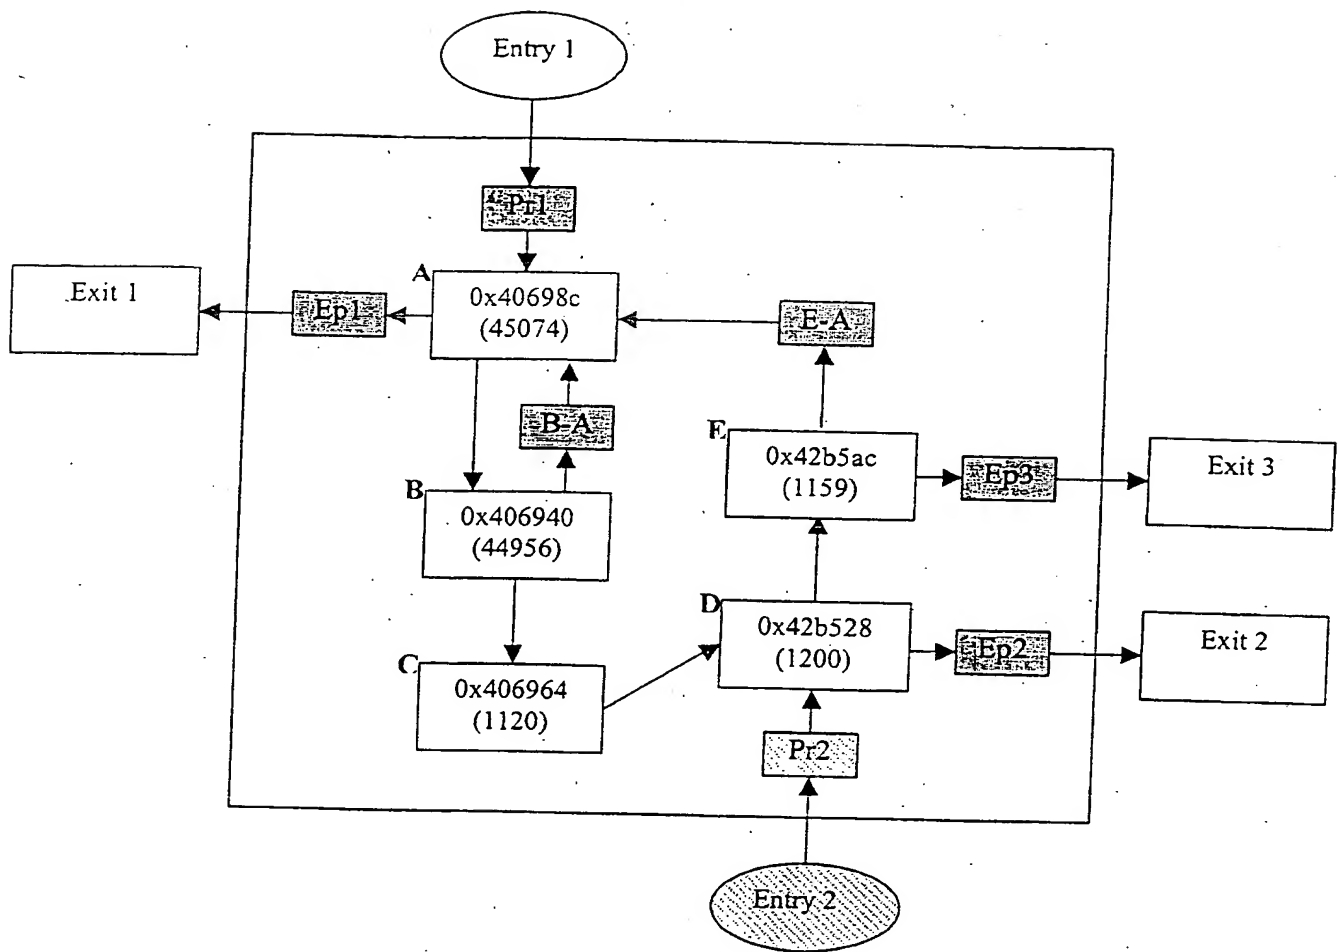 Entry 1
Pr1
A
0x40698c
(45074)
Exit 1
Ep1
E-A
B-A
E
0x42b5ac
(1159)
Ep3
Exit 3
B
0x406940
(44956)
D
0x42b528
(1200)
Ep2
Exit 2
C
0x406964
(1120)
Pr2
Entry 2